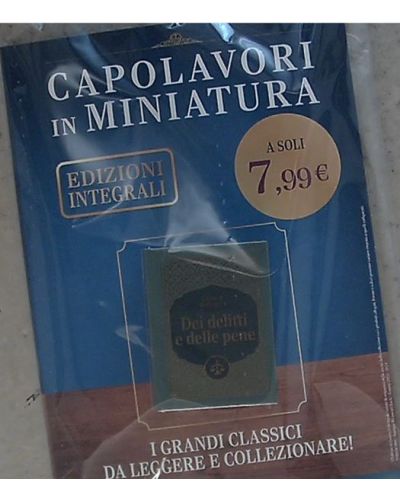 CAPOLAVORI
IN MINIATURA
EDIZIONI
INTEGRALI
A SOLI
7,99€
Dei delitti
e delle pene
I GRANDI CLASSICI
DA LEGGERE E COLLEZIONARE!